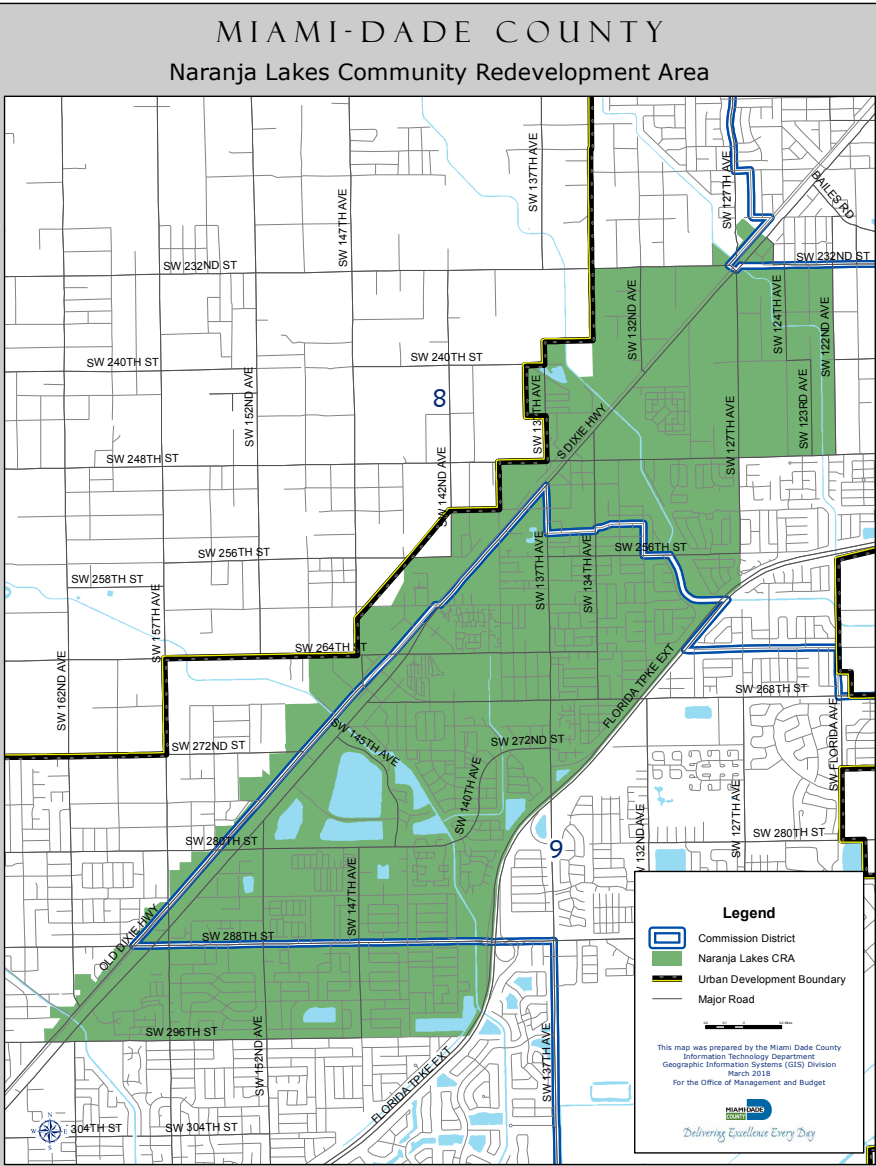 MIAMI-DADE COUNTY
Naranja Lakes Community Redevelopment Area
SW 137TH AVE
SW 127TH AVE
BAILES RD
SW 147TH AVE
SW 232ND ST
SW 232ND ST
SW 132ND AVE
SW 124TH AVE
SW 122ND AVE
SW 240TH ST
SW 240TH ST
SW 152ND AVE
8
S DIXIE HWY
SW 127TH AVE
SW 123RD AVE
SW 248TH ST
SW 142ND AVE
SW 256TH ST
SW 256TH ST
SW 137TH AVE
SW 134TH AVE
SW 258TH ST
SW 157TH AVE
SW 264TH ST
SW 162ND AVE
FLORIDA TPKE EXT
SW 268TH ST
SW 272ND ST
SW 145TH AVE
SW 272ND ST
SW FLORIDA AVE
SW 140TH AVE
SW 127TH AVE
SW 280TH ST
SW 280TH ST
9
132ND AVE
SW 147TH AVE
OLD DIXIE HWY
SW 288TH ST
SW 296TH ST
SW 152ND AVE
SW 137TH AVE
FLORIDA TPKE EXT
304TH ST
SW 304TH ST
N
W
E
S
Legend
Commission District
Naranja Lakes CRA
Urban Development Boundary
Major Road
This map was prepared by the Miami Dade County
Information Technology Department
Geographic Information Systems (GIS) Division
March 2018
For the Office of Management and Budget
MIAMI-DADE
COUNTY
Delivering Excellence Every Day